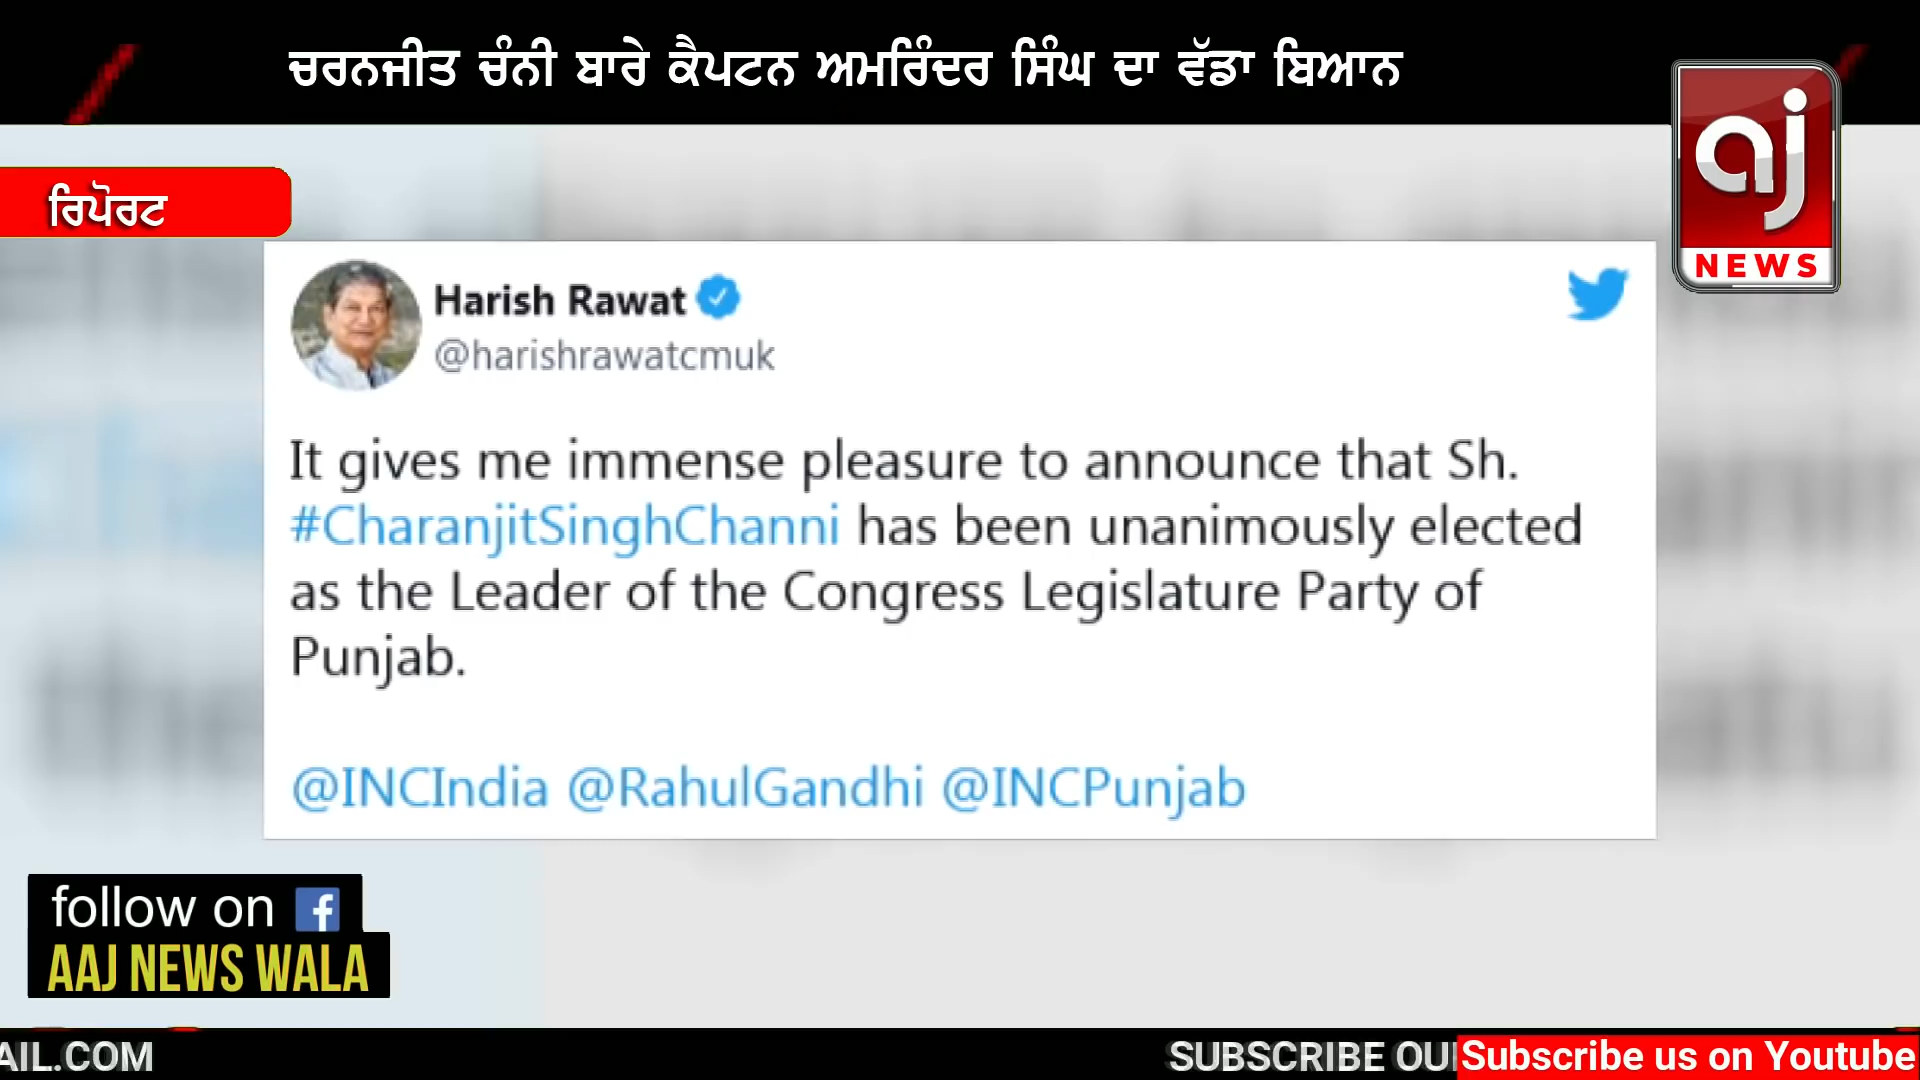 ਚਰਨਜੀਤ ਚੰਨੀ ਬਾਰੇ ਕੈਪਟਨ ਅਮਰਿੰਦਰ ਸਿੰਘ ਦਾ ਵੱਡਾ ਬਿਆਨ
ਰਿਪੋਰਟ
aj
NEWS
Harish Rawat
@harishrawatcmuk
It gives me immense pleasure to announce that Sh.
#CharanjitSinghChanni has been unanimously elected
as the Leader of the Congress Legislature Party of
Punjab.
@INCIndia @RahulGandhi @INCPunjab
follow on f
AAJ NEWS WALA
AIL.COM SUBSCRIBE OU Subscribe us on Youtube